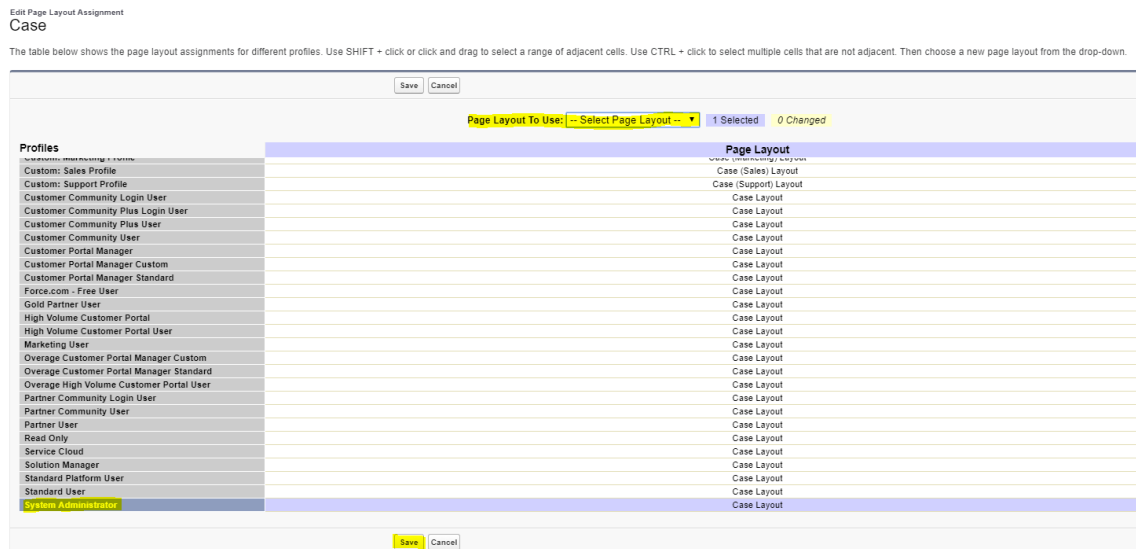 Edit Page Layout Assignment
Case
The table below shows the page layout assignments for different profiles. Use SHIFT + click or click and drag to select a range of adjacent cells. Use CTRL + click to select multiple cells that are not adjacent. Then choose a new page layout from the drop-down.
Save Cancel
Page Layout To Use: -- Select Page Layout -- 1 Selected 0 Changed
Profiles Page Layout
Custom: Marketing Profile Case (Marketing) Layout
Custom: Sales Profile Case (Sales) Layout
Custom: Support Profile Case (Support) Layout
Customer Community Login User Case Layout
Customer Community Plus Login User Case Layout
Customer Community Plus User Case Layout
Customer Community User Case Layout
Customer Portal Manager Case Layout
Customer Portal Manager Custom Case Layout
Customer Portal Manager Standard Case Layout
Force.com - Free User Case Layout
Gold Partner User Case Layout
High Volume Customer Portal Case Layout
High Volume Customer Portal User Case Layout
Marketing User Case Layout
Overage Customer Portal Manager Custom Case Layout
Overage Customer Portal Manager Standard Case Layout
Overage High Volume Customer Portal User Case Layout
Partner Community Login User Case Layout
Partner Community User Case Layout
Partner User Case Layout
Read Only Case Layout
Service Cloud Case Layout
Solution Manager Case Layout
Standard Platform User Case Layout
Standard User Case Layout
System Administrator Case Layout
Save Cancel